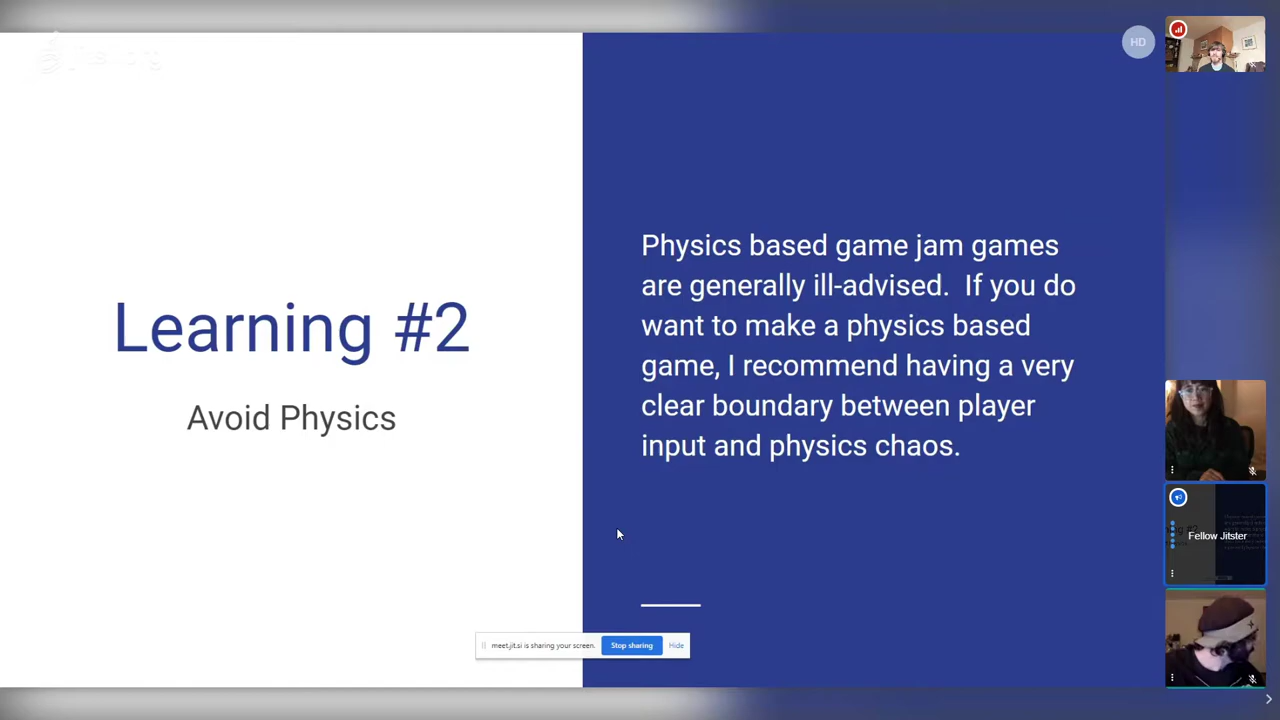 HD
Learning #2
Avoid Physics
Physics based game jam games
are generally ill-advised.  If you do
want to make a physics based
game, I recommend having a very
clear boundary between player
input and physics chaos.
Fellow Jitster
meet.jit.si is sharing your screen.
Stop sharing
Hide